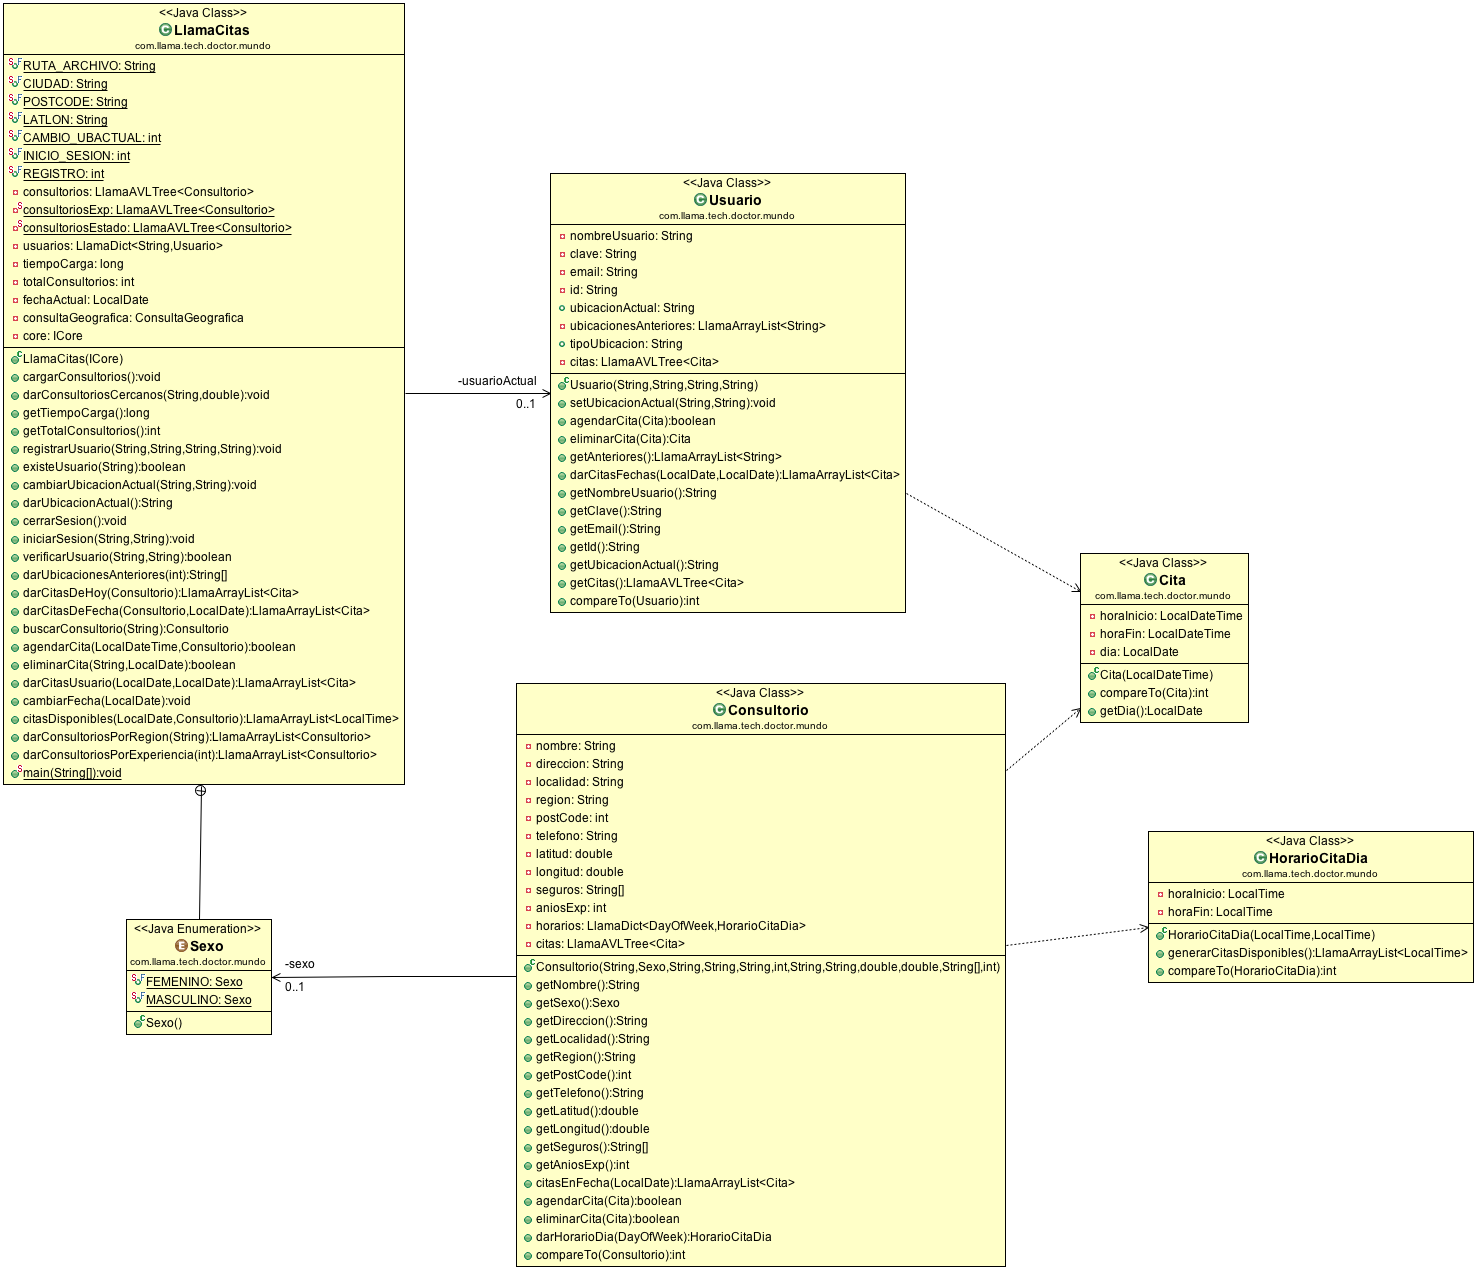 <<Java Class>>
LlamaCitas
com.llama.tech.doctor.mundo
RUTA_ARCHIVO: String
CIUDAD: String
POSTCODE: String
LATLON: String
CAMBIO_UBACTUAL: int
INICIO_SESION: int
REGISTRO: int
consultorios: LlamaAVLTree<Consultorio>
consultoriosExp: LlamaAVLTree<Consultorio>
consultoriosEstado: LlamaAVLTree<Consultorio>
usuarios: LlamaDict<String,Usuario>
tiempoCarga: long
totalConsultorios: int
fechaActual: LocalDate
consultaGeografica: ConsultaGeografica
core: ICore
LlamaCitas(ICore)
cargarConsultorios():void
darConsultoriosCercanos(String,double):void
getTiempoCarga():long
getTotalConsultorios():int
registrarUsuario(String,String,String,String):void
existeUsuario(String):boolean
cambiarUbicacionActual(String,String):void
darUbicacionActual():String
cerrarSesion():void
iniciarSesion(String,String):void
verificarUsuario(String,String):boolean
darUbicacionesAnteriores(int):String[]
darCitasDeHoy(Consultorio):LlamaArrayList<Cita>
darCitasDeFecha(Consultorio,LocalDate):LlamaArrayList<Cita>
buscarConsultorio(String):Consultorio
agendarCita(LocalDateTime,Consultorio):boolean
eliminarCita(String,LocalDate):boolean
darCitasUsuario(LocalDate,LocalDate):LlamaArrayList<Cita>
cambiarFecha(LocalDate):void
citasDisponibles(LocalDate,Consultorio):LlamaArrayList<LocalTime>
darConsultoriosPorRegion(String):LlamaArrayList<Consultorio>
darConsultoriosPorExperiencia(int):LlamaArrayList<Consultorio>
main(String[]):void
-usuarioActual
0..1
<<Java Class>>
Usuario
com.llama.tech.doctor.mundo
nombreUsuario: String
clave: String
email: String
id: String
ubicacionActual: String
ubicacionesAnteriores: LlamaArrayList<String>
tipoUbicacion: String
citas: LlamaAVLTree<Cita>
Usuario(String,String,String,String)
setUbicacionActual(String,String):void
agendarCita(Cita):boolean
eliminarCita(Cita):Cita
getAnteriores():LlamaArrayList<String>
darCitasFechas(LocalDate,LocalDate):LlamaArrayList<Cita>
getNombreUsuario():String
getClave():String
getEmail():String
getId():String
getUbicacionActual():String
getCitas():LlamaAVLTree<Cita>
compareTo(Usuario):int
<<Java Class>>
Cita
com.llama.tech.doctor.mundo
horaInicio: LocalDateTime
horaFin: LocalDateTime
dia: LocalDate
Cita(LocalDateTime)
compareTo(Cita):int
getDia():LocalDate
<<Java Class>>
Consultorio
com.llama.tech.doctor.mundo
nombre: String
direccion: String
localidad: String
region: String
postCode: int
telefono: String
latitud: double
longitud: double
seguros: String[]
aniosExp: int
horarios: LlamaDict<DayOfWeek,HorarioCitaDia>
citas: LlamaAVLTree<Cita>
Consultorio(String,Sexo,String,String,String,int,String,String,double,double,String[],int)
getNombre():String
getSexo():Sexo
getDireccion():String
getLocalidad():String
getRegion():String
getPostCode():int
getTelefono():String
getLatitud():double
getLongitud():double
getSeguros():String[]
getAniosExp():int
citasEnFecha(LocalDate):LlamaArrayList<Cita>
agendarCita(Cita):boolean
eliminarCita(Cita):boolean
darHorarioDia(DayOfWeek):HorarioCitaDia
compareTo(Consultorio):int
<<Java Class>>
HorarioCitaDia
com.llama.tech.doctor.mundo
horaInicio: LocalTime
horaFin: LocalTime
HorarioCitaDia(LocalTime,LocalTime)
generarCitasDisponibles():LlamaArrayList<LocalTime>
compareTo(HorarioCitaDia):int
<<Java Enumeration>>
Sexo
com.llama.tech.doctor.mundo
FEMENINO: Sexo
MASCULINO: Sexo
Sexo()
-sexo
0..1